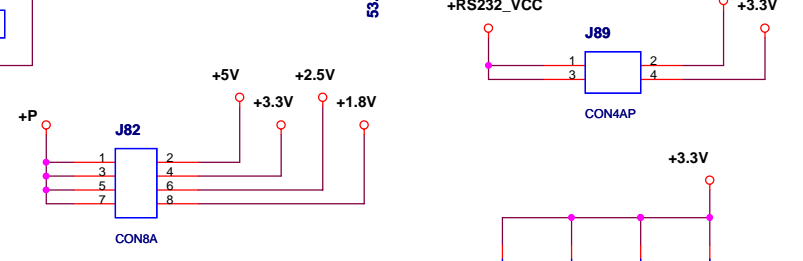 53.
+RS232_VCC
+3.3V
J89
1
2
3
4
CON4AP
+5V
+2.5V
+3.3V
+1.8V
+P
J82
1
2
3
4
5
6
7
8
CON8A
+3.3V